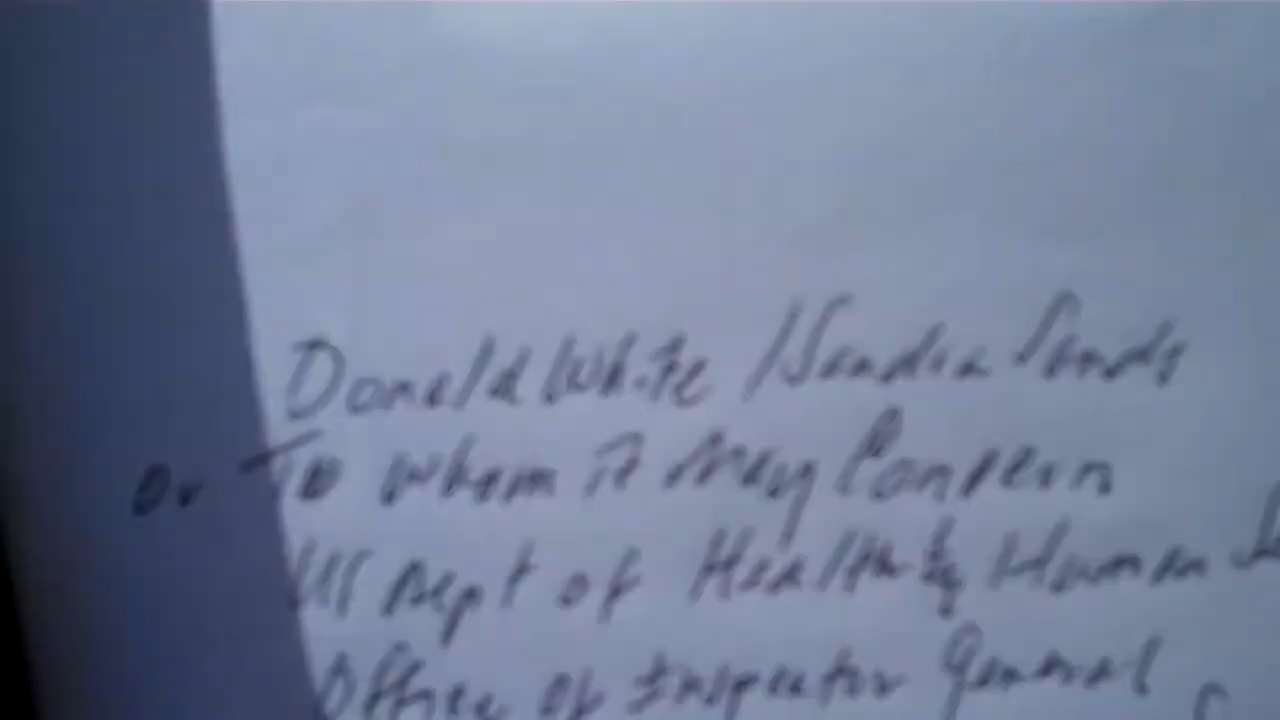 Donald White / Sandra Sands
or To whom it May Concern
US Dept of Health & Human
Office of Inspector General